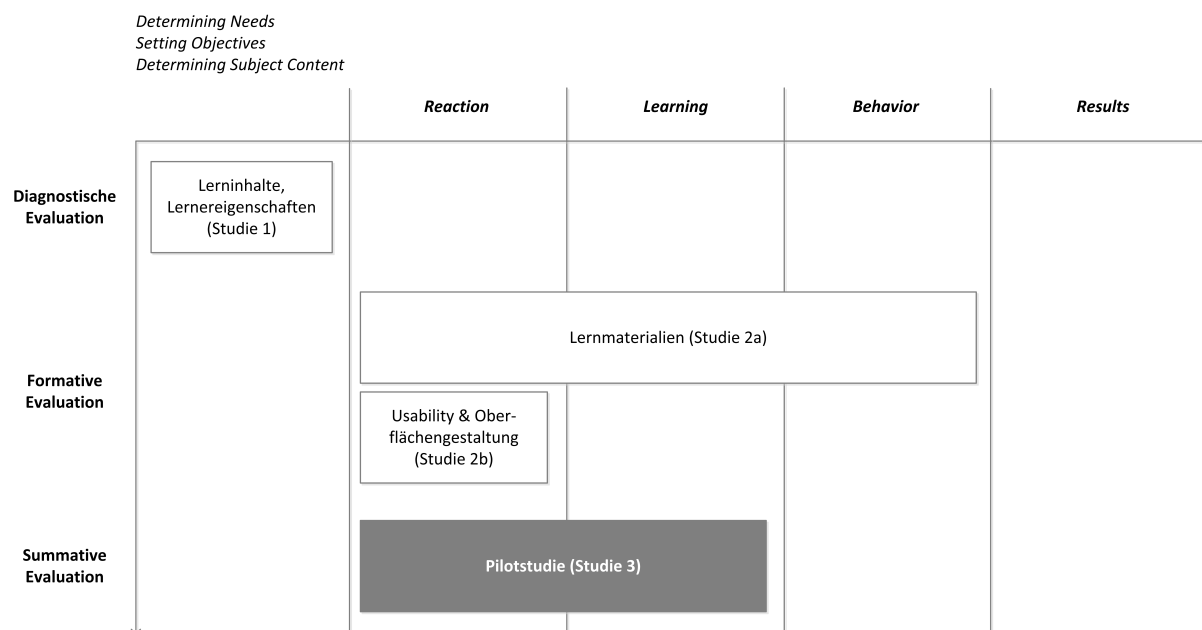 Determining Needs
Setting Objectives
Determining Subject Content
Reaction
Learning
Behavior
Results
Diagnostische
Evaluation
Lerninhalte,
Lernereigenschaften
(Studie 1)
Formative
Evaluation
Lernmaterialien (Studie 2a)
Usability & Ober-
flächengestaltung
(Studie 2b)
Summative
Evaluation
Pilotstudie (Studie 3)